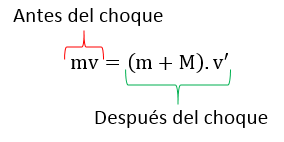 Antes del choque
mv = (m + M). v′
Después del choque